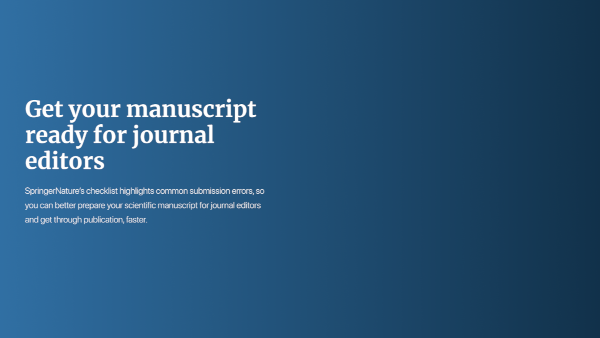 Get your manuscript
ready for journal
editors
SpringerNature's checklist highlights common submission errors, so
you can better prepare your scientific manuscript for journal editors
and get through publication, faster.